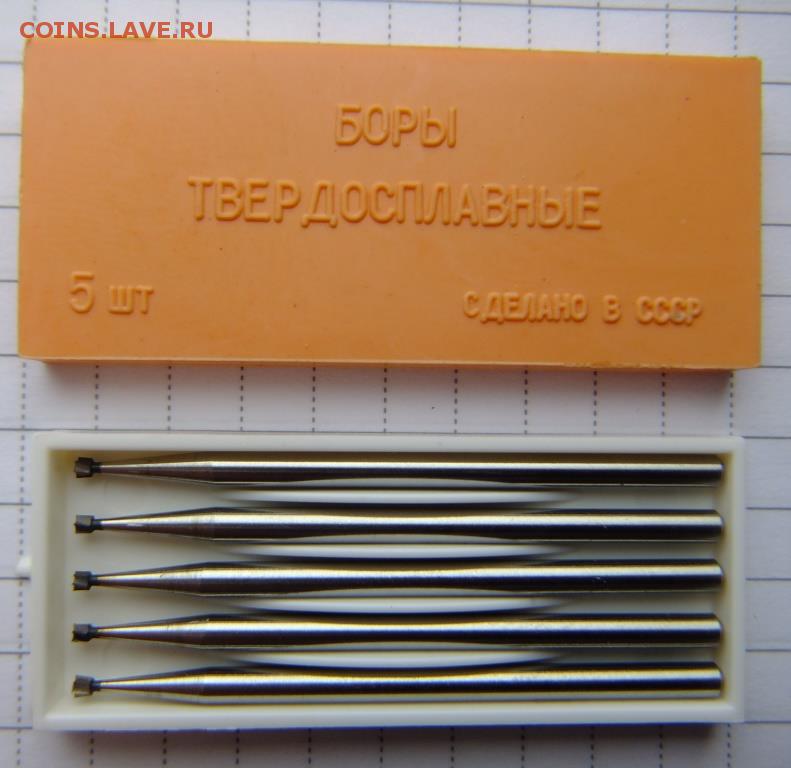 COINS.LAVE.RU
БОРЫ
ТВЕРДОСПЛАВНЫЕ
5 шт
СДЕЛАНО В СССР